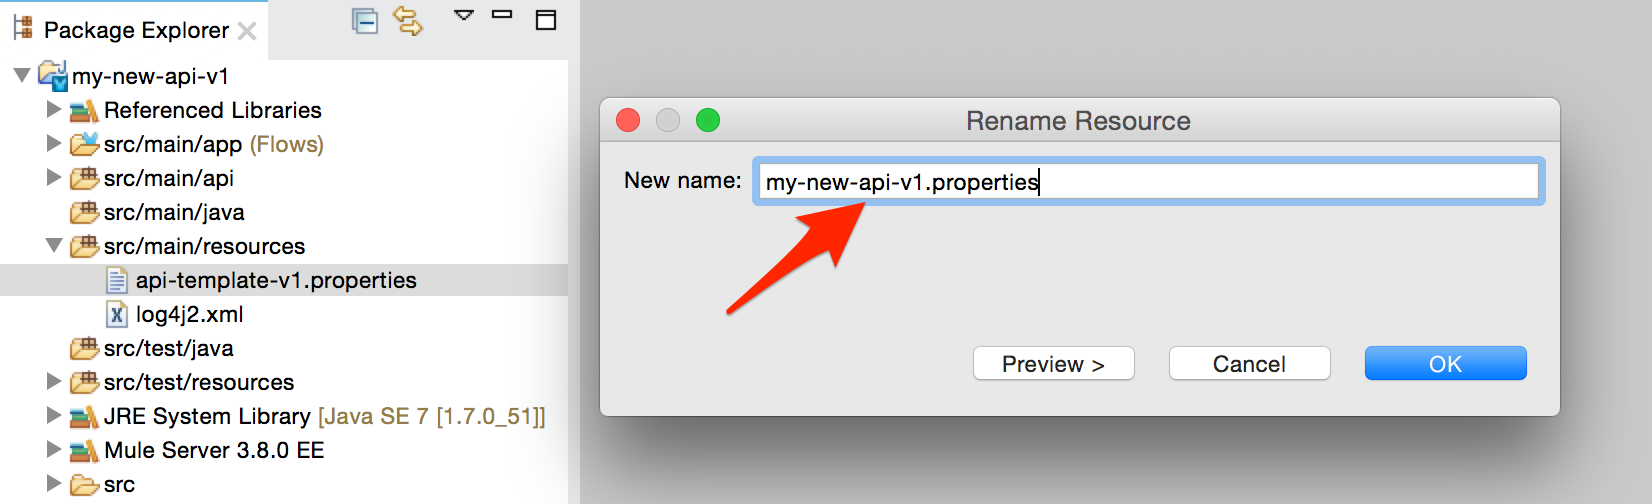 Package Explorer
my-new-api-v1
Referenced Libraries
src/main/app (Flows)
src/main/api
src/main/java
src/main/resources
api-template-v1.properties
log4j2.xml
src/test/java
src/test/resources
JRE System Library [Java SE 7 [1.7.0_51]]
Mule Server 3.8.0 EE
src
Rename Resource
New name: my-new-api-v1.properties
Preview > Cancel OK